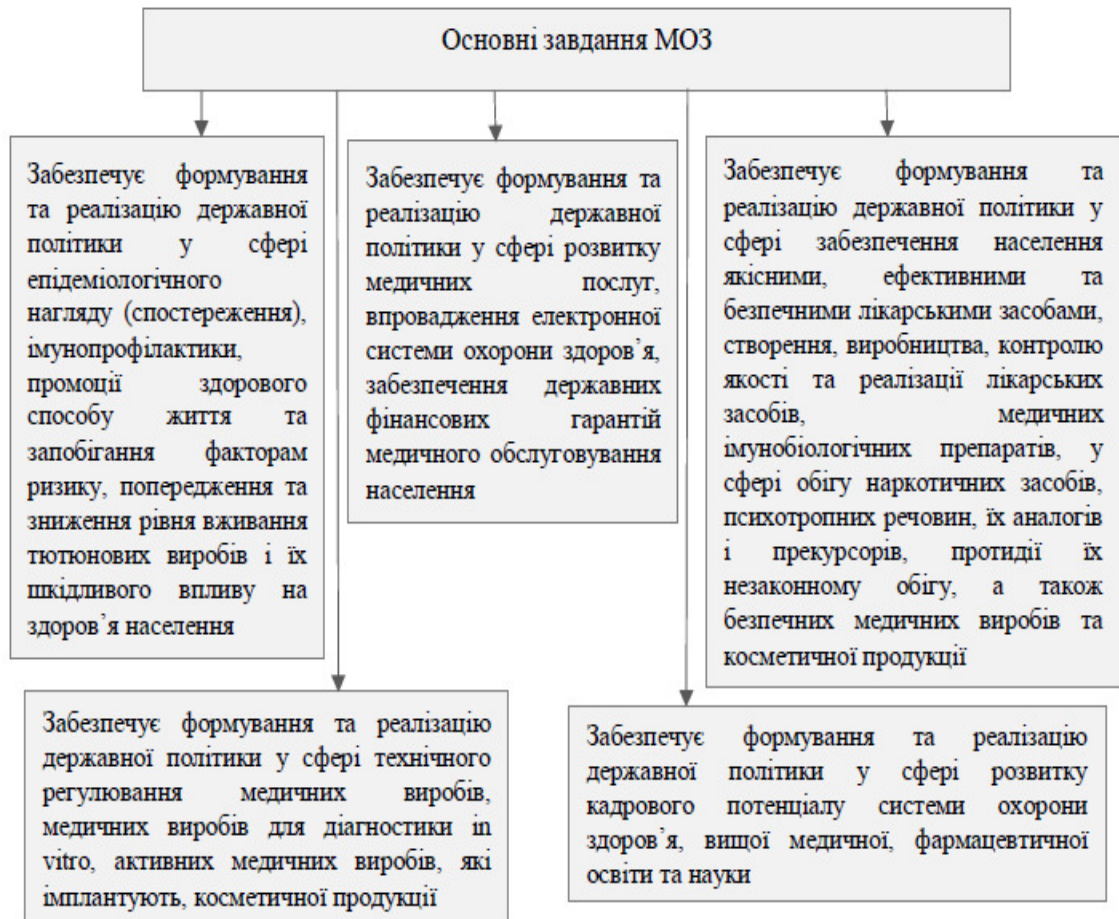 Основні завдання МОЗ
Забезпечує формування
та реалізацію державної
політики у сфері
епідеміологічного
нагляду (спостереження),
імунопрофілактики,
промоції здорового
способу життя та
запобігання факторам
ризику, попередження та
зниження рівня вживання
тютюнових виробів і їх
шкідливого впливу на
здоров’я населення
Забезпечує формування та
реалізацію державної
політики у сфері розвитку
медичних послуг,
впровадження електронної
системи охорони здоров’я,
забезпечення державних
фінансових гарантій
медичного обслуговування
населення
Забезпечує формування та
реалізацію державної політики у
сфері забезпечення населення
якісними, ефективними та
безпечними лікарськими засобами,
створення, виробництва, контролю
якості та реалізації лікарських
засобів, медичних
імунобіологічних препаратів, у
сфері обігу наркотичних засобів,
психотропних речовин, їх аналогів
і прекурсорів, протидії їх
незаконному обігу, а також
безпечних медичних виробів та
косметичної продукції
Забезпечує формування та реалізацію
державної політики у сфері технічного
регулювання медичних виробів,
медичних виробів для діагностики in
vitro, активних медичних виробів, які
імплантують, косметичної продукції
Забезпечує формування та реалізацію
державної політики у сфері розвитку
кадрового потенціалу системи охорони
здоров’я, вищої медичної, фармацевтичної
освіти та науки